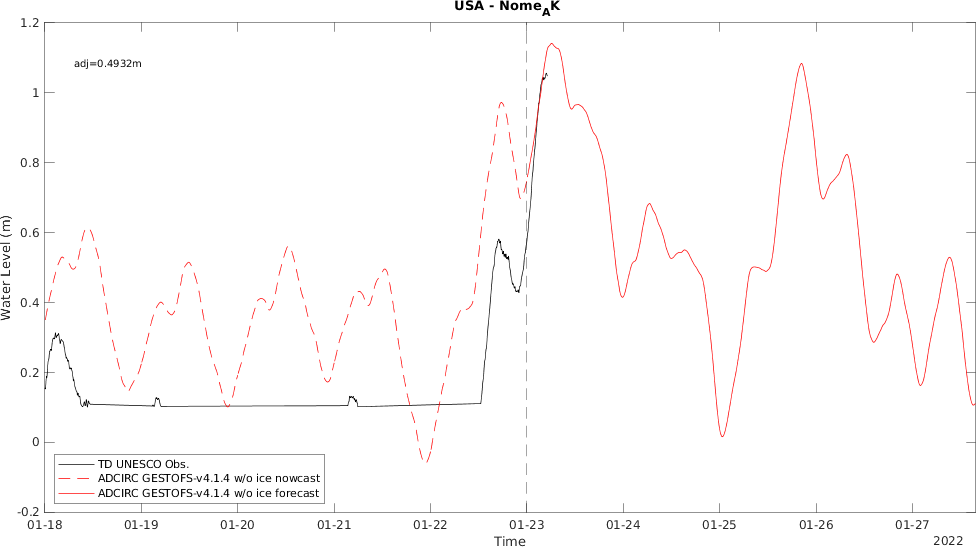 USA - Nome_AK
adj=0.4932m
Water Level (m)
1.2
1
0.8
0.6
0.4
0.2
0
-0.2
TD UNESCO Obs.
ADCIRC GESTOFS-v4.1.4 w/o ice nowcast
ADCIRC GESTOFS-v4.1.4 w/o ice forecast
01-18 01-19 01-20 01-21 01-22 01-23 01-24 01-25 01-26 01-27
Time
2022